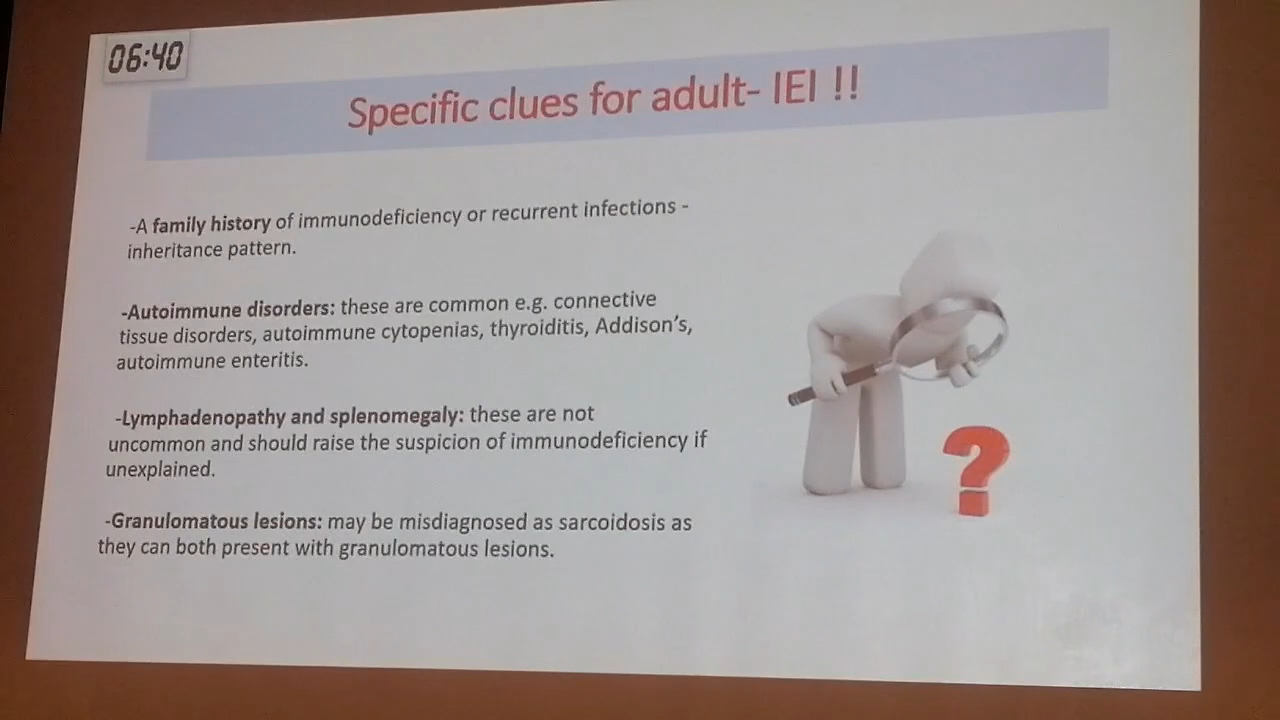 06:40
Specific clues for adult- IEI !!
-A family history of immunodeficiency or recurrent infections -
inheritance pattern.
-Autoimmune disorders: these are common e.g. connective
tissue disorders, autoimmune cytopenias, thyroiditis, Addison's,
autoimmune enteritis.
-Lymphadenopathy and splenomegaly: these are not
uncommon and should raise the suspicion of immunodeficiency if
unexplained.
-Granulomatous lesions: may be misdiagnosed as sarcoidosis as
they can both present with granulomatous lesions.
?